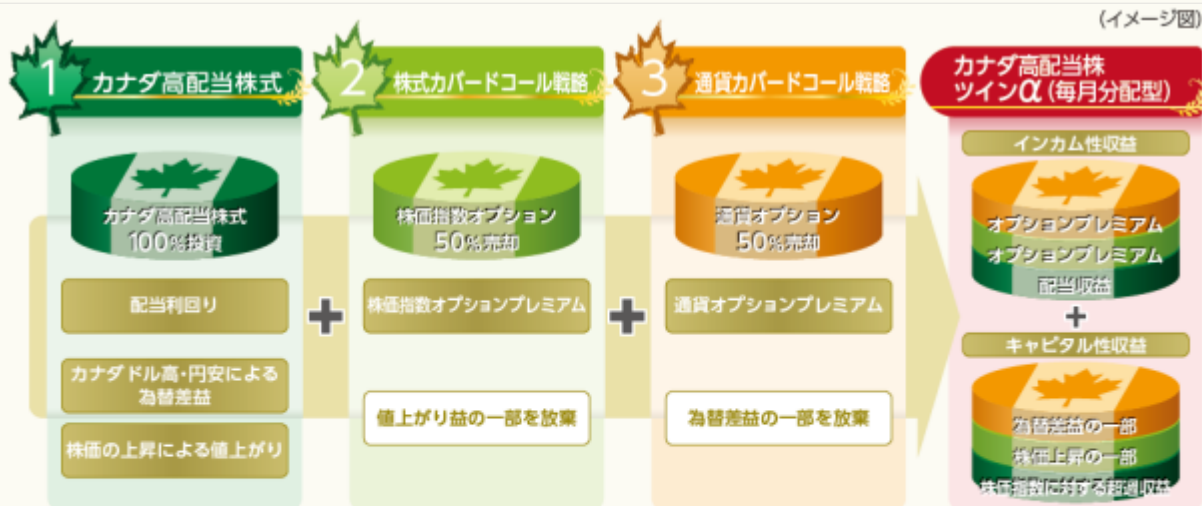 (イメージ図)
1 カナダ高配当株式
カナダ高配当株式
100%投資
配当利回り
カナダドル高・円安による
為替差益
株価の上昇による値上がり
+
2 株式カバードコール戦略
株価指数オプション
50%売却
株価指数オプションプレミアム
値上がり益の一部を放棄
+
3 通貨カバードコール戦略
通貨オプション
50%売却
通貨オプションプレミアム
為替差益の一部を放棄
カナダ高配当株
ツインα(毎月分配型)
インカム性収益
オプションプレミアム
オプションプレミアム
配当収益
+
キャピタル性収益
為替差益の一部
株価上昇の一部
株価指数に対する超過収益